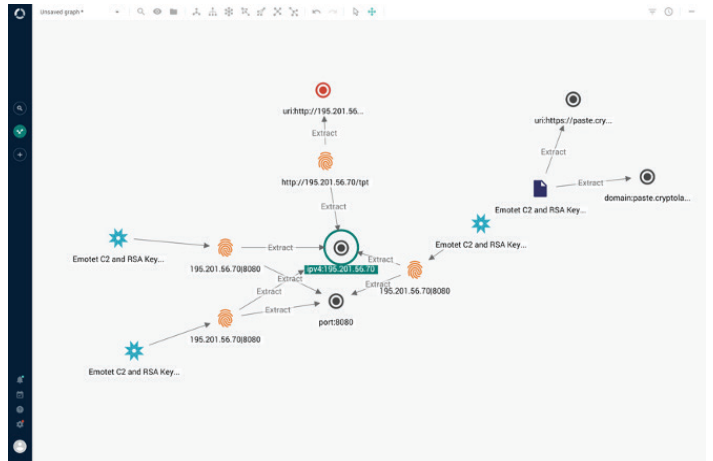 Unsaved graph*
uri:http://195.201.56...
uri:https://paste.cry...
Extract
Extract
http://195.201.56.70/tpt
Extract
domain:paste.cryptola...
Extract
Emotet C2 and RSA Key...
Emotet C2 and RSA Key...
Emotet C2 and RSA Key...
Extract
Extract
195.201.56.70|8080
ipv4:195.201.56.70
Extract
Extract
195.201.56.70|8080
Extract
port:8080
195.201.56.70|8080
Emotet C2 and RSA Key...